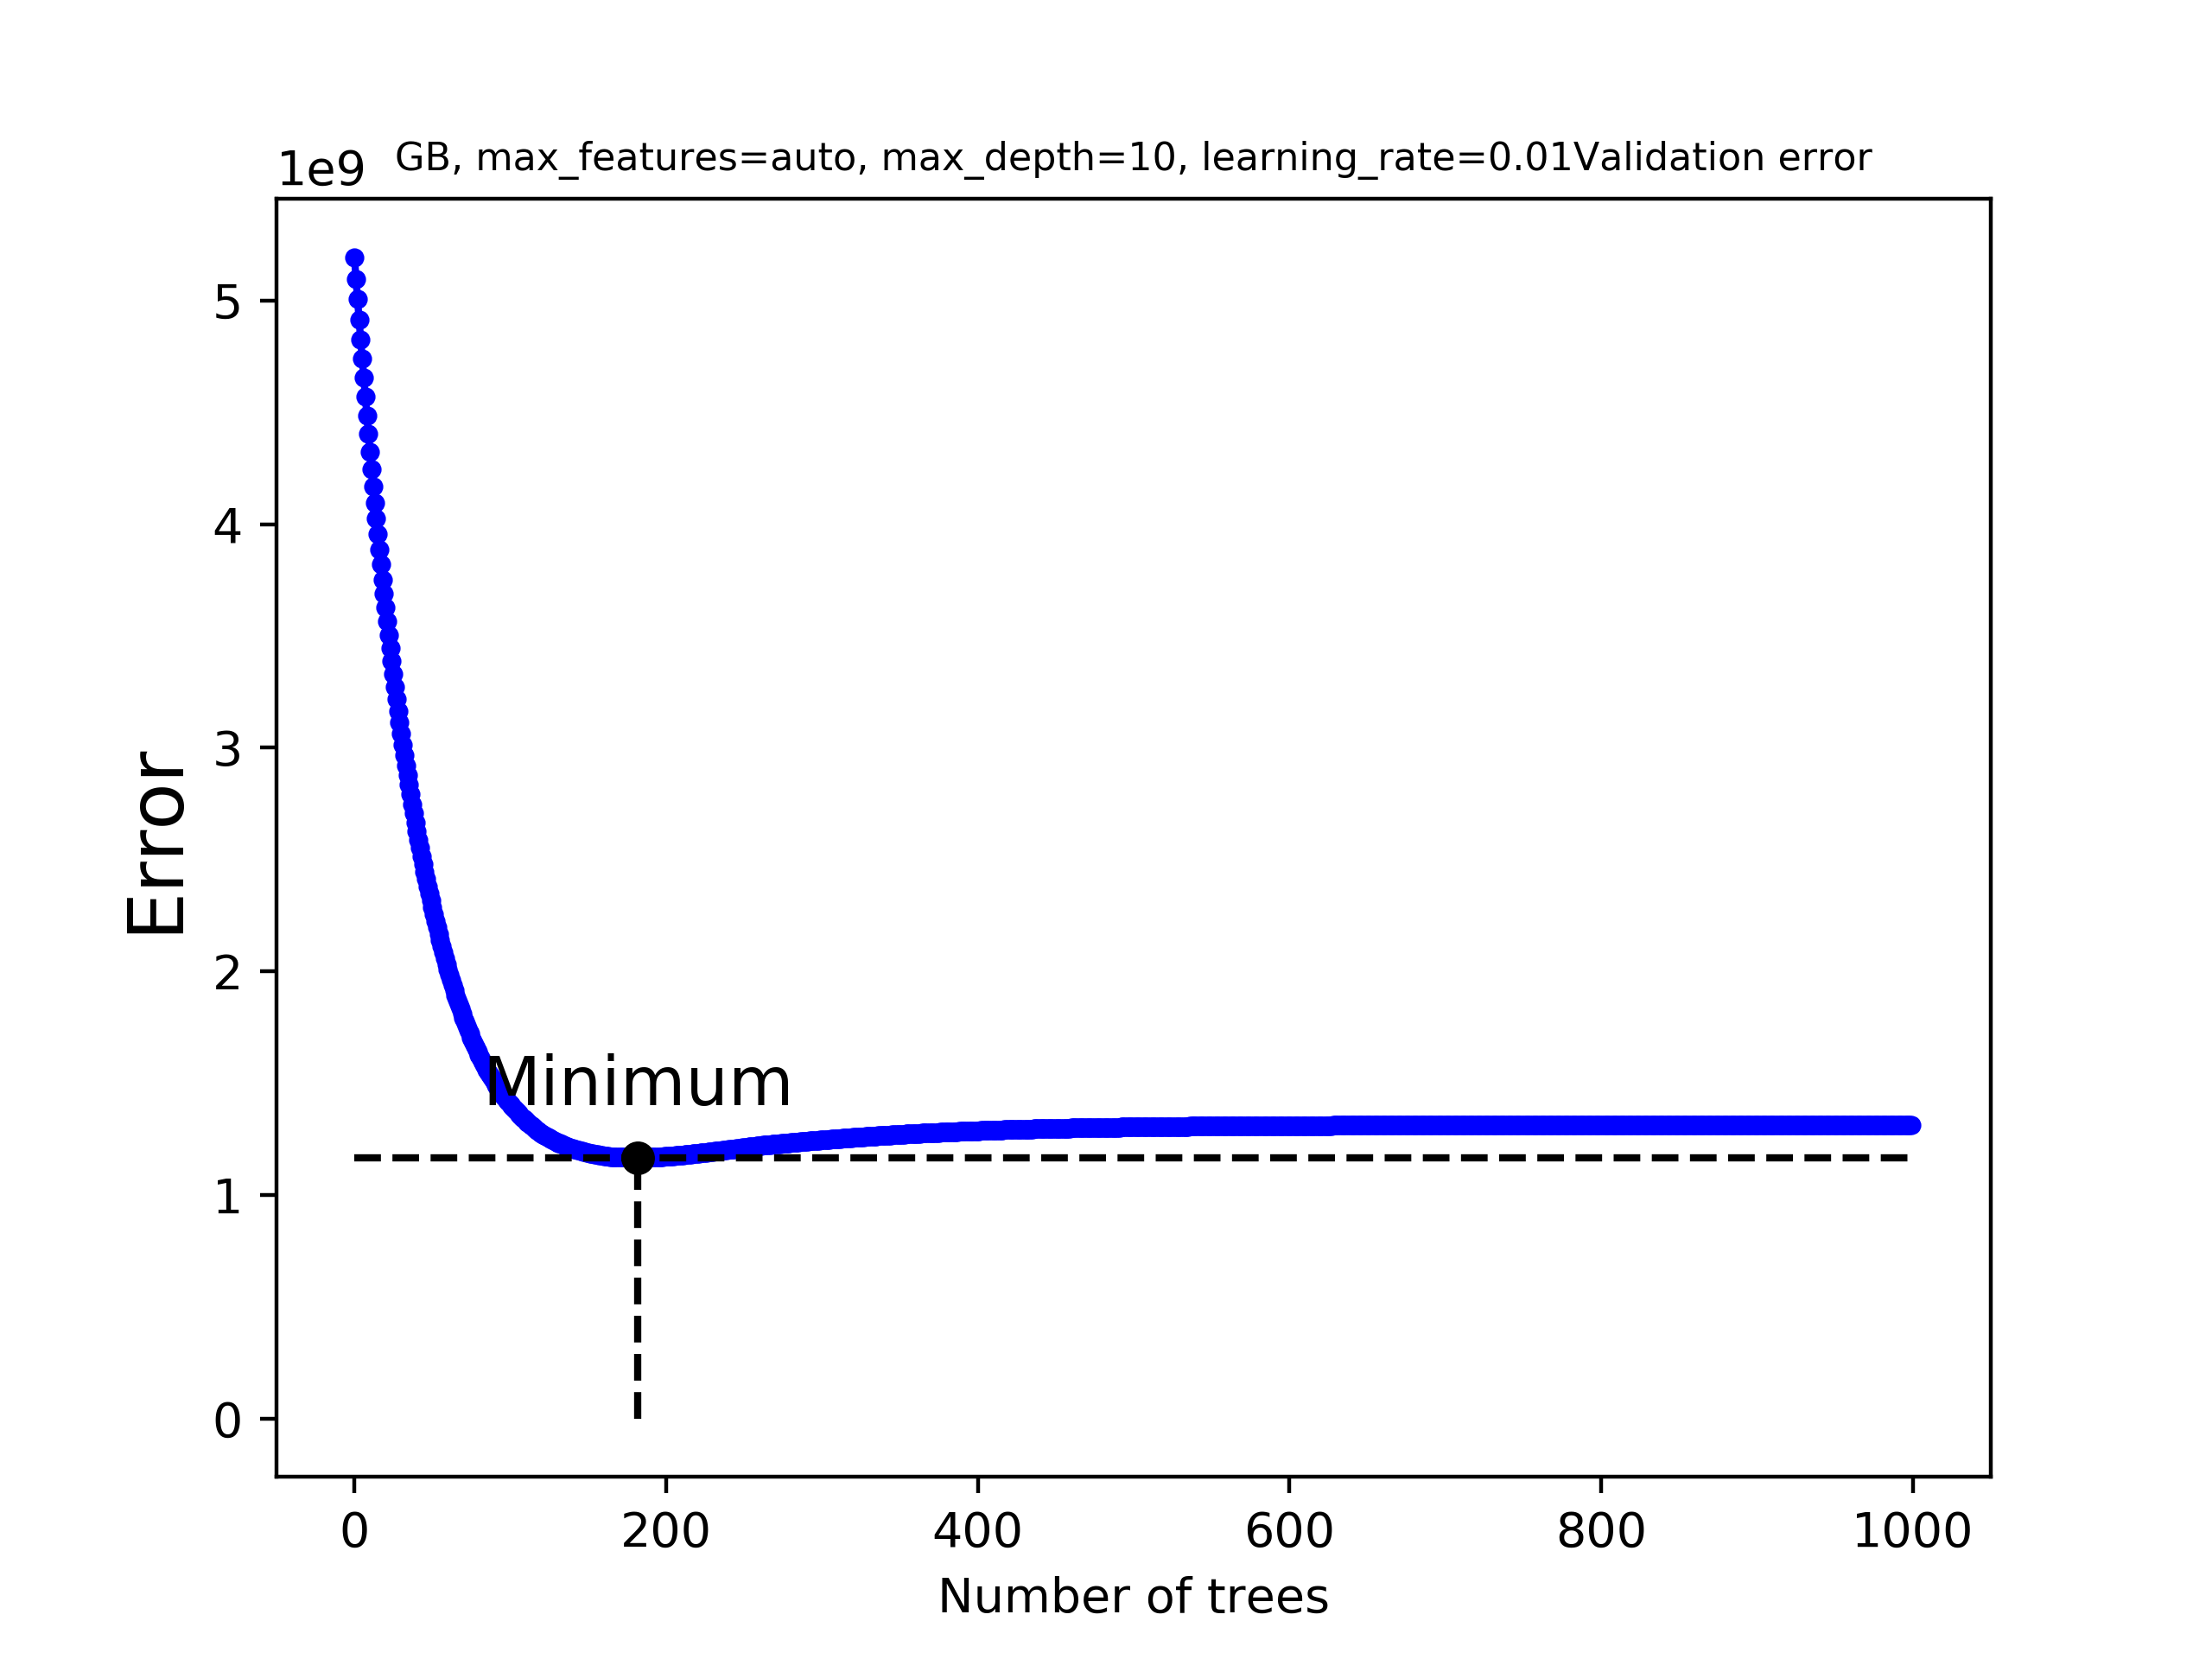 1e9
GB, max_features=auto, max_depth=10, learning_rate=0.01Validation error
5
4
3
2
1
0
Error
Minimum
0 200 400 600 800 1000
Number of trees